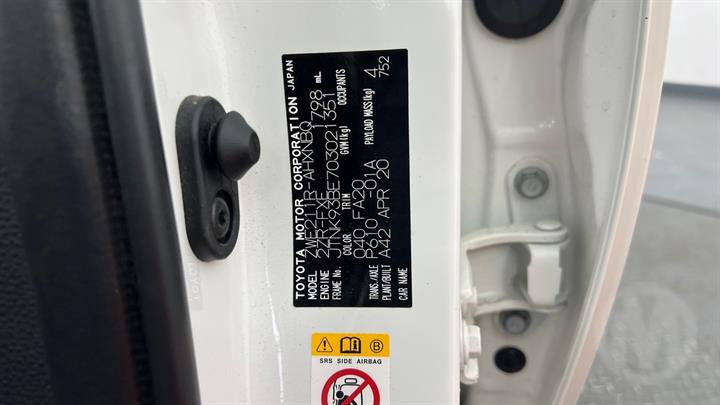 TOYOTA MOTOR CORPORATION JAPAN
MODEL ZWE211R-AHXNBQ
ENGINE 2ZR-FXE 1798 mL
FRAME No. JTNK93BE703021351
COLOR TRIM GVM(kg) OCCUPANTS
040 FA20 4
TRANS./AXLE P610 -01A PAYLOAD MASS(kg) 752
PLANT/BUILT A42 APR 20
CAR NAME
B
SRS SIDE AIRBAG